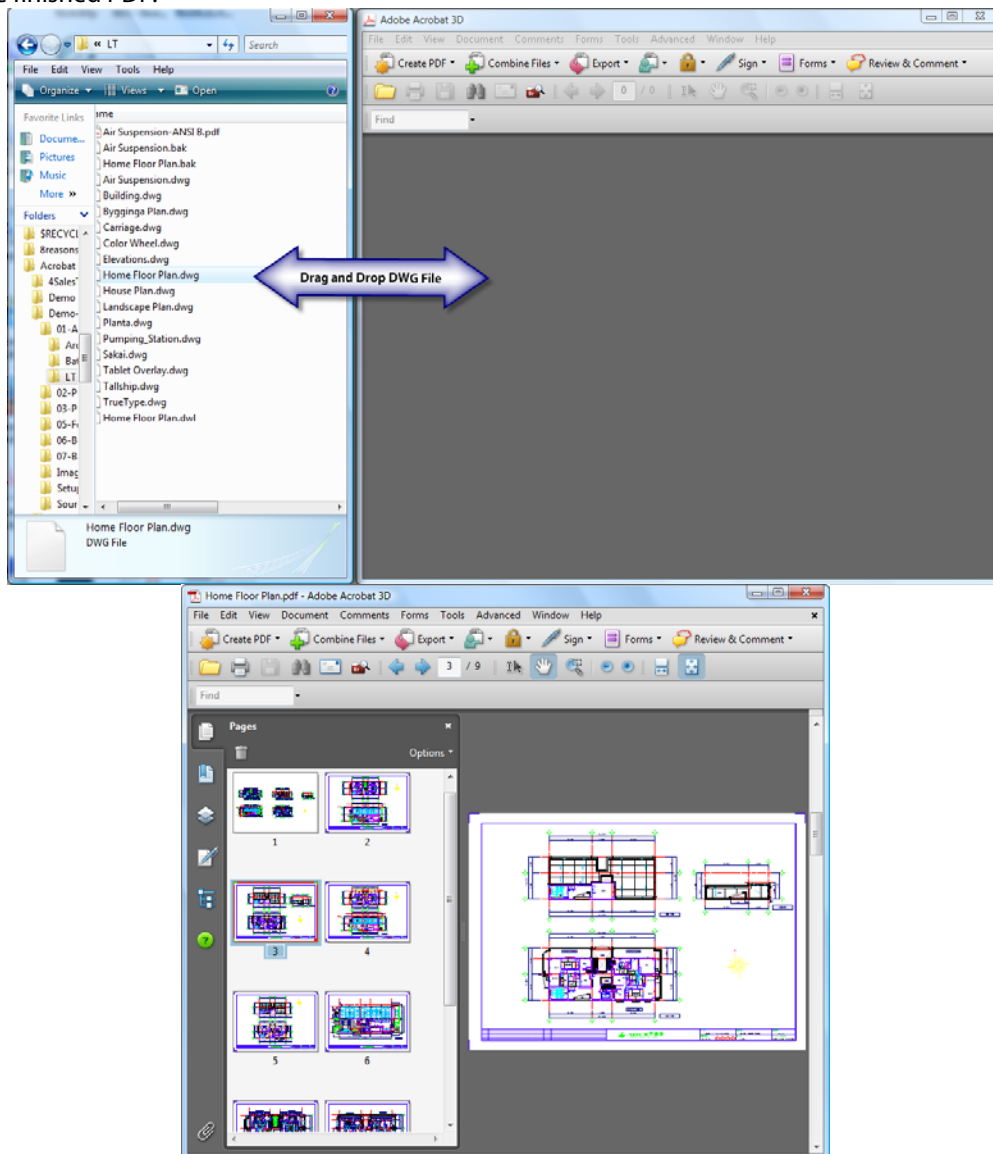 finished PDF.
« LT
Search
File Edit View Tools Help
Organize Views Open
Favorite Links
Docume...
Pictures
Music
More »
Folders
$RECYCL
8reasons
Acrobat
Demo
Demo-
01-A
LT
02-P
03-P
06-B
07-B
Imag
Setu
Sour
me
Air Suspension-ANSI B.pdf
Air Suspension.bak
Home Floor Plan.bak
Air Suspension.dwg
Building.dwg
Bygginga Plan.dwg
Carriage.dwg
Color Wheel.dwg
Elevations.dwg
Home Floor Plan.dwg
House Plan.dwg
Landscape Plan.dwg
Planta.dwg
Pumping_Station.dwg
Sakai.dwg
Tablet Overlay.dwg
Tallship.dwg
TrueType.dwg
Home Floor Plan.dwl
Home Floor Plan.dwg
DWG File
Drag and Drop DWG File
Adobe Acrobat 3D
File Edit View Document Comments Forms Tools Advanced Window Help
Create PDF Combine Files Export Sign Forms Review & Comment
0 / 0
Find
Home Floor Plan.pdf - Adobe Acrobat 3D
File Edit View Document Comments Forms Tools Advanced Window Help
Create PDF Combine Files Export Sign Forms Review & Comment
3 / 9
Find
Pages
Options
1 2
3 4
5 6